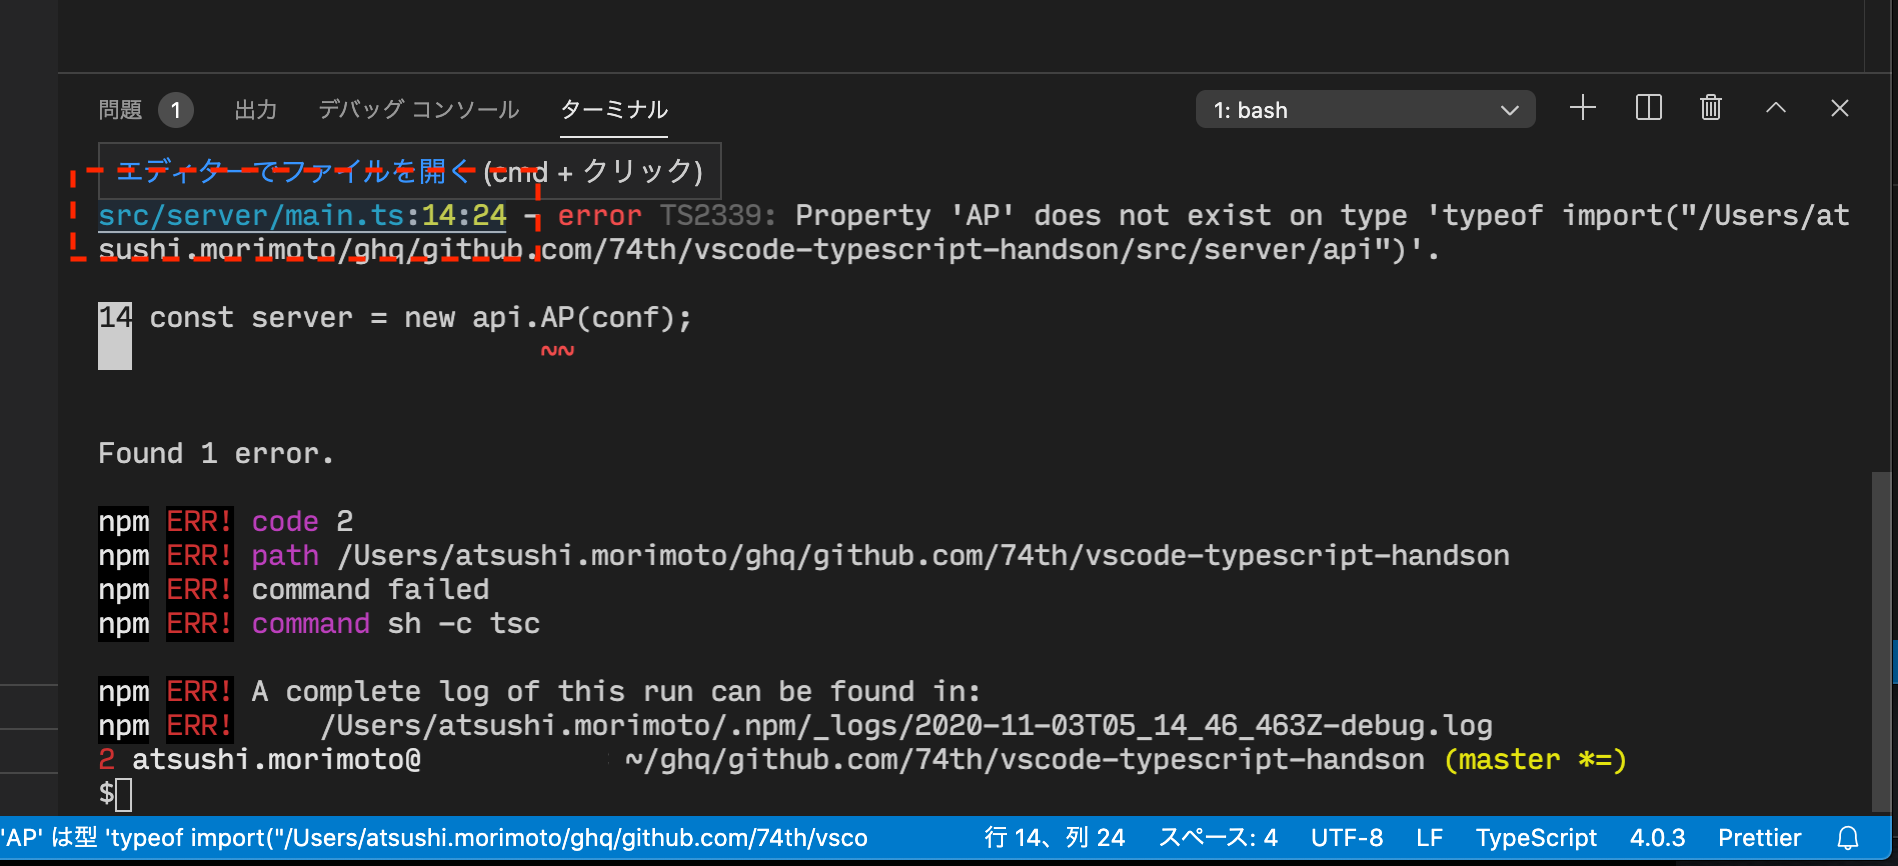 問題 1 出力 デバッグ コンソール ターミナル 1: bash
エディターでファイルを開く (cmd + クリック)
src/server/main.ts:14:24 - error TS2339: Property 'AP' does not exist on type 'typeof import("/Users/at
sushi.morimoto/ghq/github.com/74th/vscode-typescript-handson/src/server/api")'.
14 const server = new api.AP(conf);
~~
Found 1 error.
npm ERR! code 2
npm ERR! path /Users/atsushi.morimoto/ghq/github.com/74th/vscode-typescript-handson
npm ERR! command failed
npm ERR! command sh -c tsc
npm ERR! A complete log of this run can be found in:
npm ERR! /Users/atsushi.morimoto/.npm/_logs/2020-11-03T05_14_46_463Z-debug.log
2 atsushi.morimoto@ ~/ghq/github.com/74th/vscode-typescript-handson (master *=)
$
'AP' は型 'typeof import("/Users/atsushi.morimoto/ghq/github.com/74th/vsco 行 14、列 24 スペース: 4 UTF-8 LF TypeScript 4.0.3 Prettier